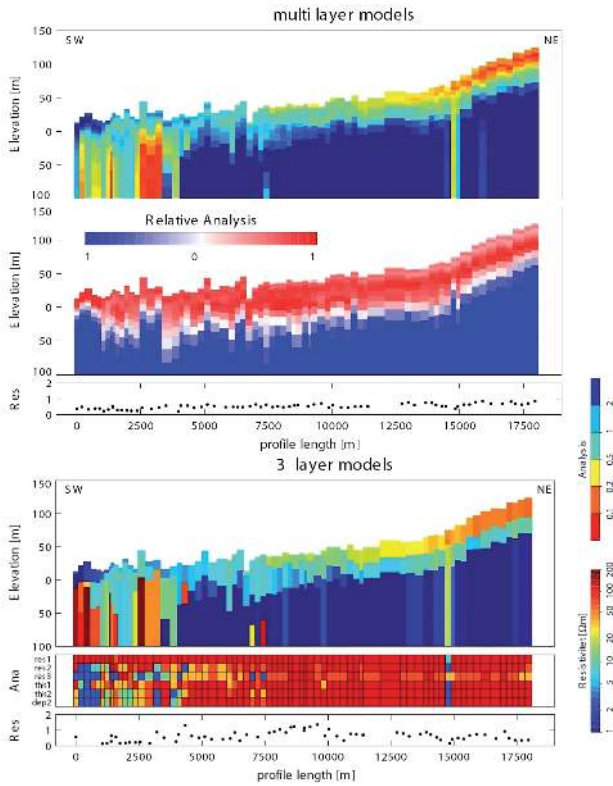 multi layer models
SW NE
Elevation [m]
150
100
50
0
50
100
Relative Analysis
1 0 1
Elevation [m]
150
100
50
0
50
100
Res
2
1
0
0 2500 5000 7500 10000 12500 15000 17500
profile length [m]
3 layer models
SW NE
Elevation [m]
150
100
50
0
50
100
Ana
res1
res2
res3
this1
this2
dep2
Res
2
1
0
0 2500 5000 7500 10000 12500 15000 17500
profile length [m]
Analysis
2
1
0.5
0.2
0.1
Resistivitet [Ωm]
200
100
50
20
10
5
2
1